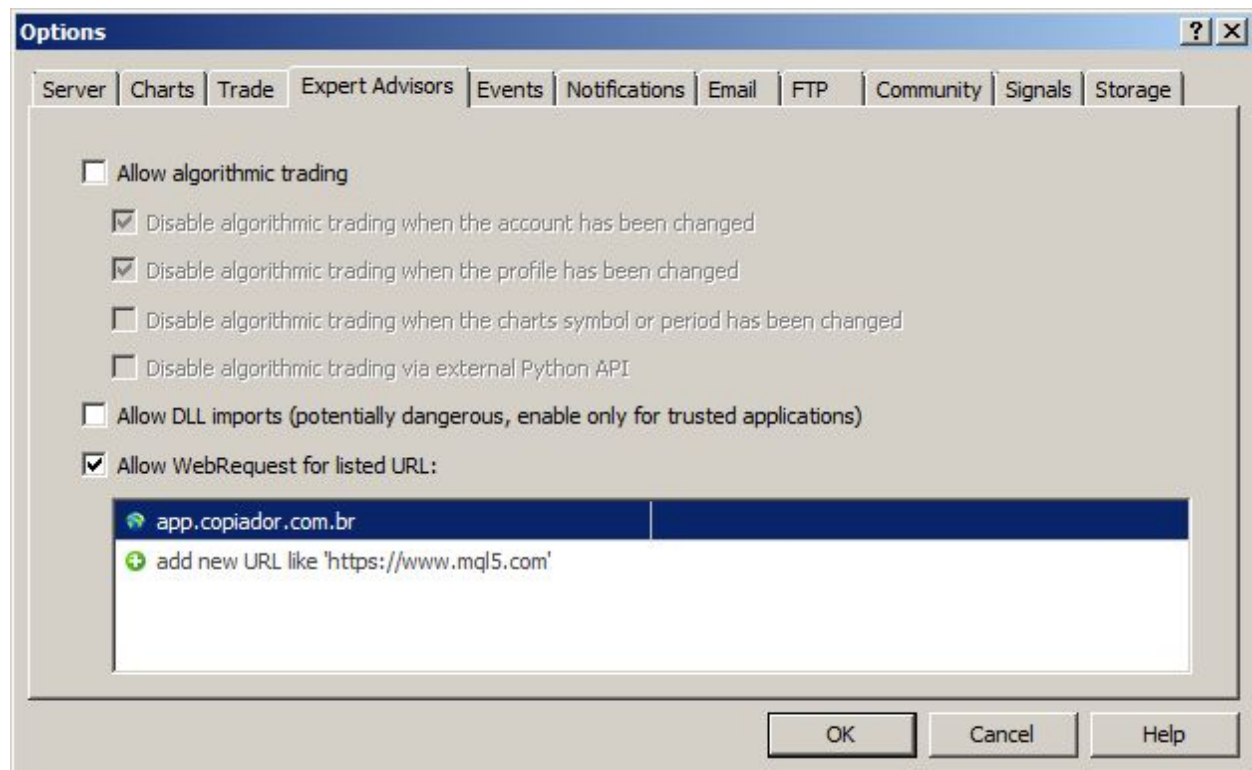 Options
Server Charts Trade Expert Advisors Events Notifications Email FTP Community Signals Storage
Allow algorithmic trading
Disable algorithmic trading when the account has been changed
Disable algorithmic trading when the profile has been changed
Disable algorithmic trading when the charts symbol or period has been changed
Disable algorithmic trading via external Python API
Allow DLL imports (potentially dangerous, enable only for trusted applications)
Allow WebRequest for listed URL:
app.copiador.com.br
add new URL like 'https://www.mql5.com'
OK Cancel Help